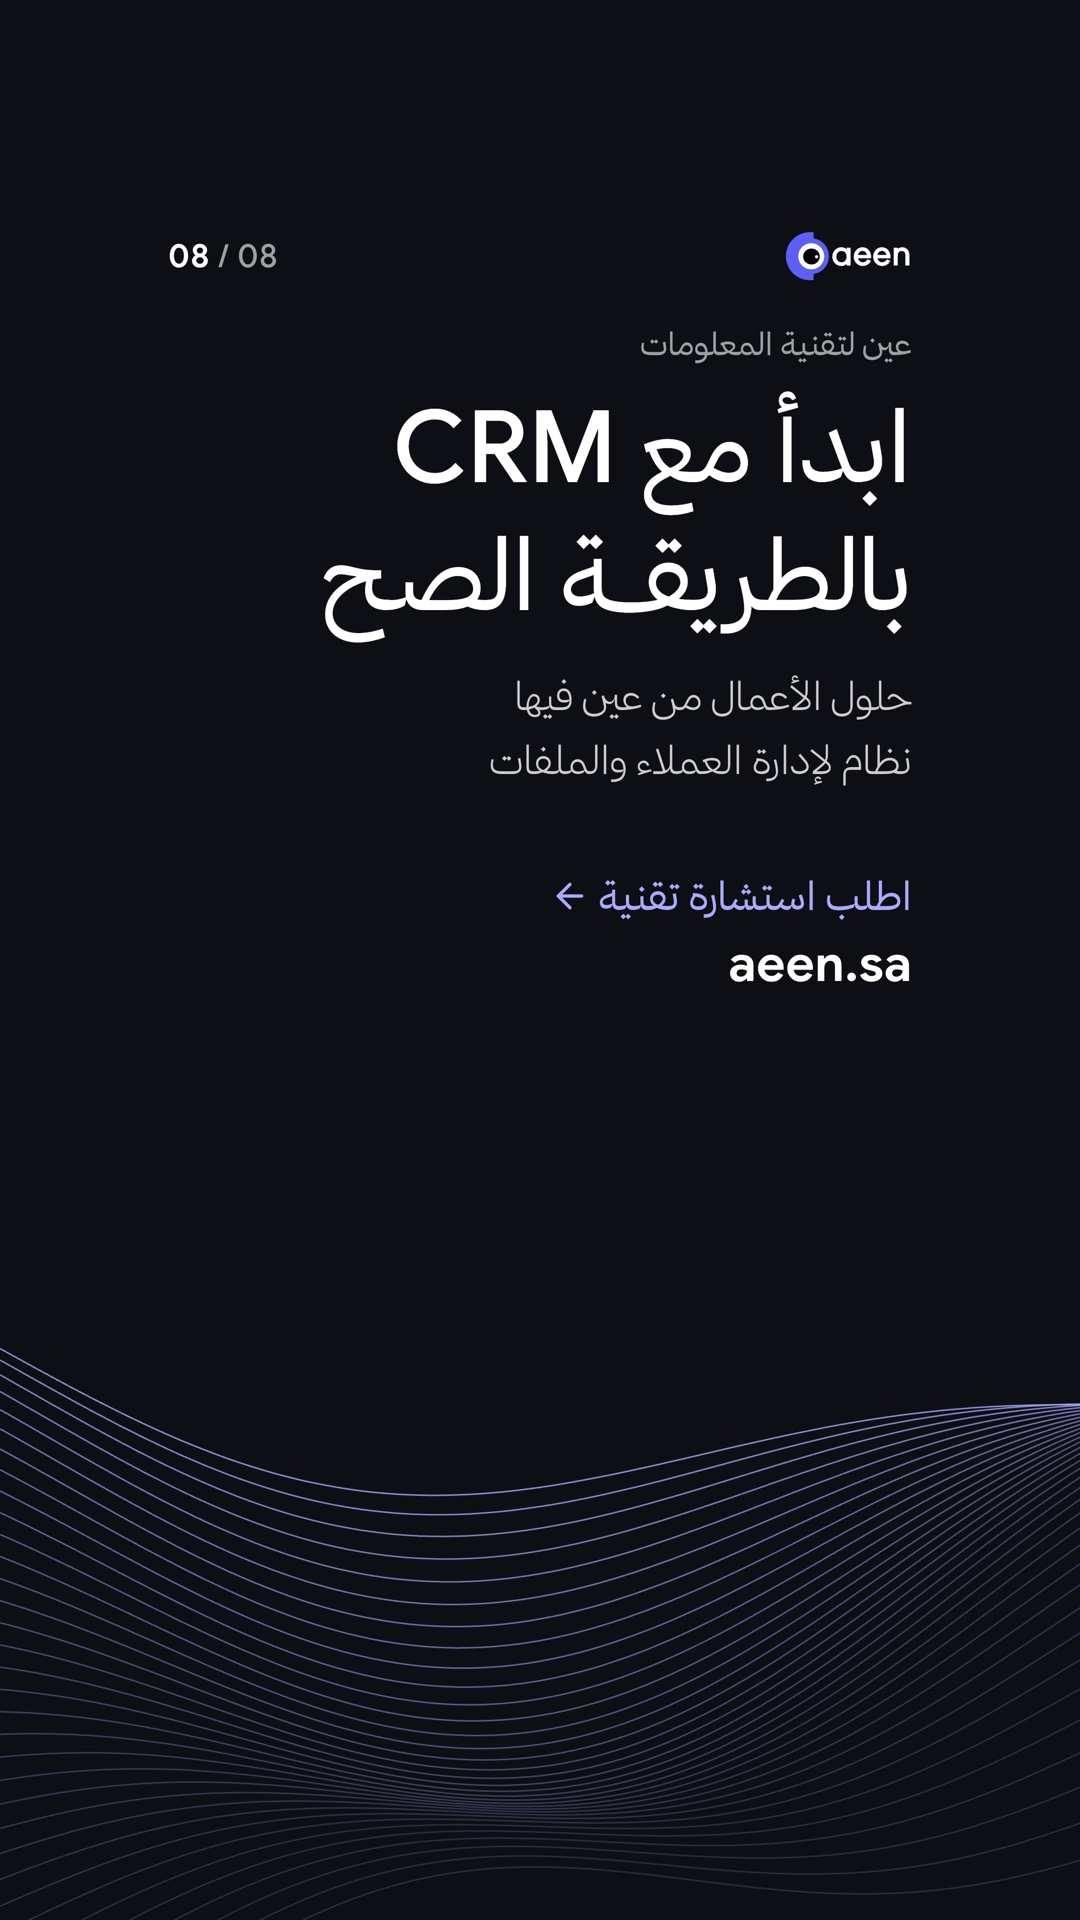 aeen
08 / 08
عين لتقنية المعلومات
ابدأ مع CRM
بالطريقـة الصح
حلول الأعمال من عين فيها
نظام لإدارة العملاء والملفات
اطلب استشارة تقنية ←
aeen.sa